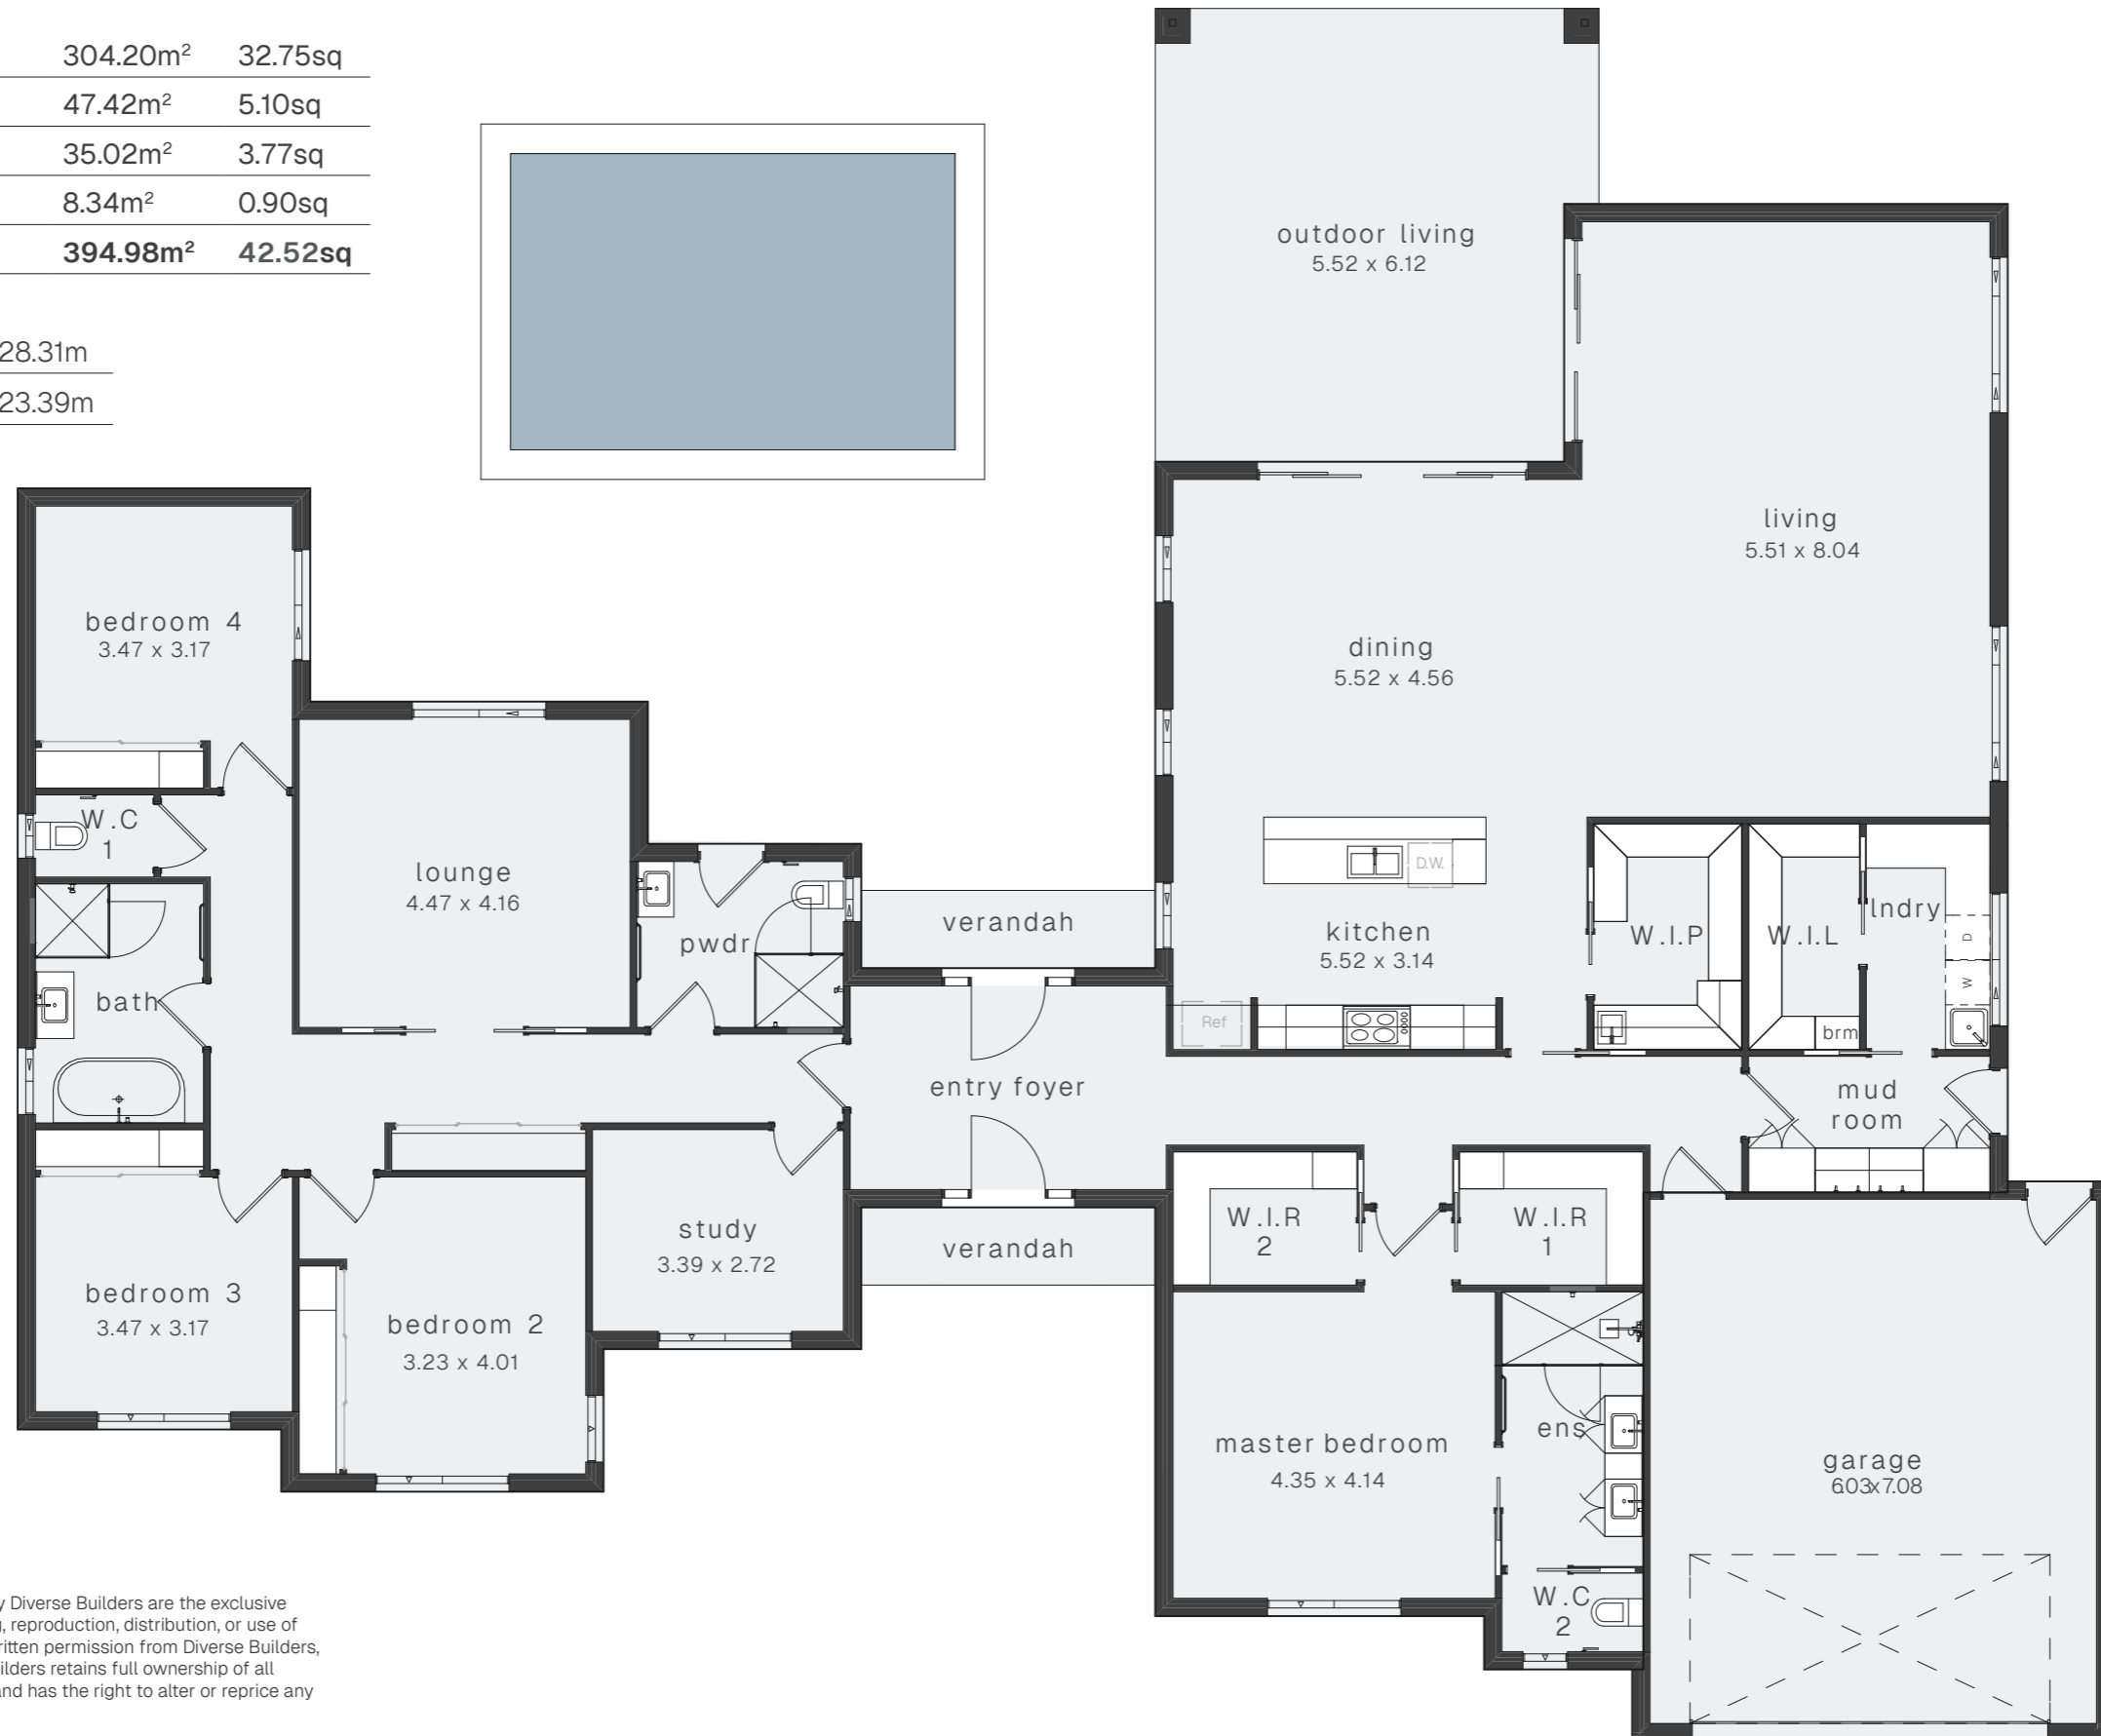 304.20m² 32.75sq
47.42m² 5.10sq
35.02m² 3.77sq
8.34m² 0.90sq
394.98m² 42.52sq
28.31m
23.39m
outdoor living
5.52 x 6.12
living
5.51 x 8.04
bedroom 4
3.47 x 3.17
dining
5.52 x 4.56
W.C
1
lounge
4.47 x 4.16
D.W.
verandah
pwdr
kitchen
5.52 x 3.14
W.I.P
W.I.L
lndry
D
W
bath
Ref
brm
entry foyer
mud
room
study
3.39 x 2.72
verandah
W.I.R
2
W.I.R
1
bedroom 3
3.47 x 3.17
bedroom 2
3.23 x 4.01
master bedroom
4.35 x 4.14
ens
garage
6.03x7.08
W.C
2
y Diverse Builders are the exclusive
, reproduction, distribution, or use of
ritten permission from Diverse Builders,
ilders retains full ownership of all
and has the right to alter or reprice any